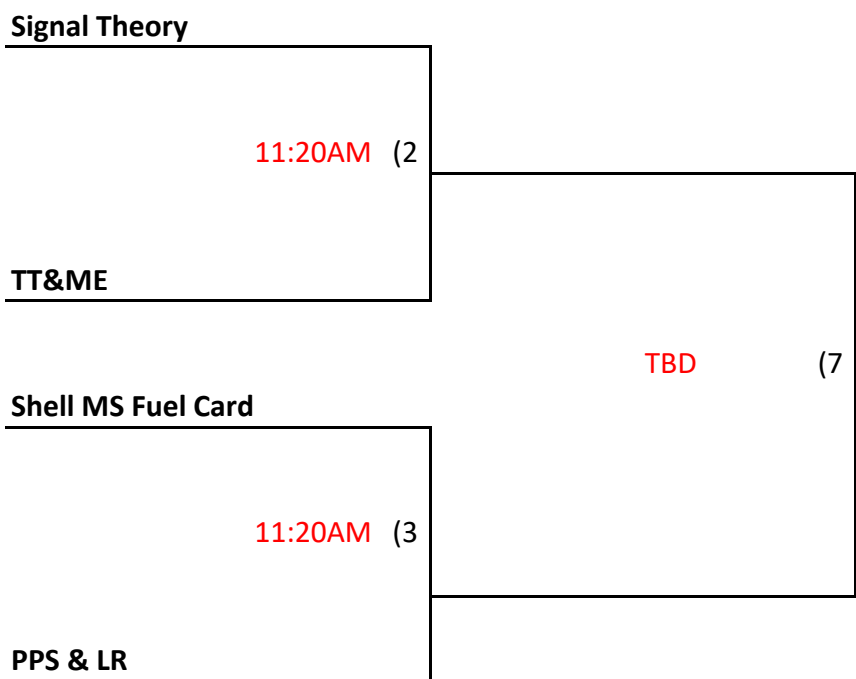 Signal Theory
11:20AM (2
TT&ME
TBD (7
Shell MS Fuel Card
11:20AM (3
PPS & LR